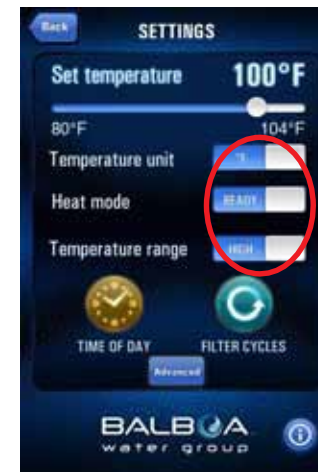 Back SETTINGS
Set temperature 100°F
80°F 104°F
Temperature unit °F
Heat mode READY
Temperature range HIGH
TIME OF DAY FILTER CYCLES
Advanced
BALBOA
water group
i